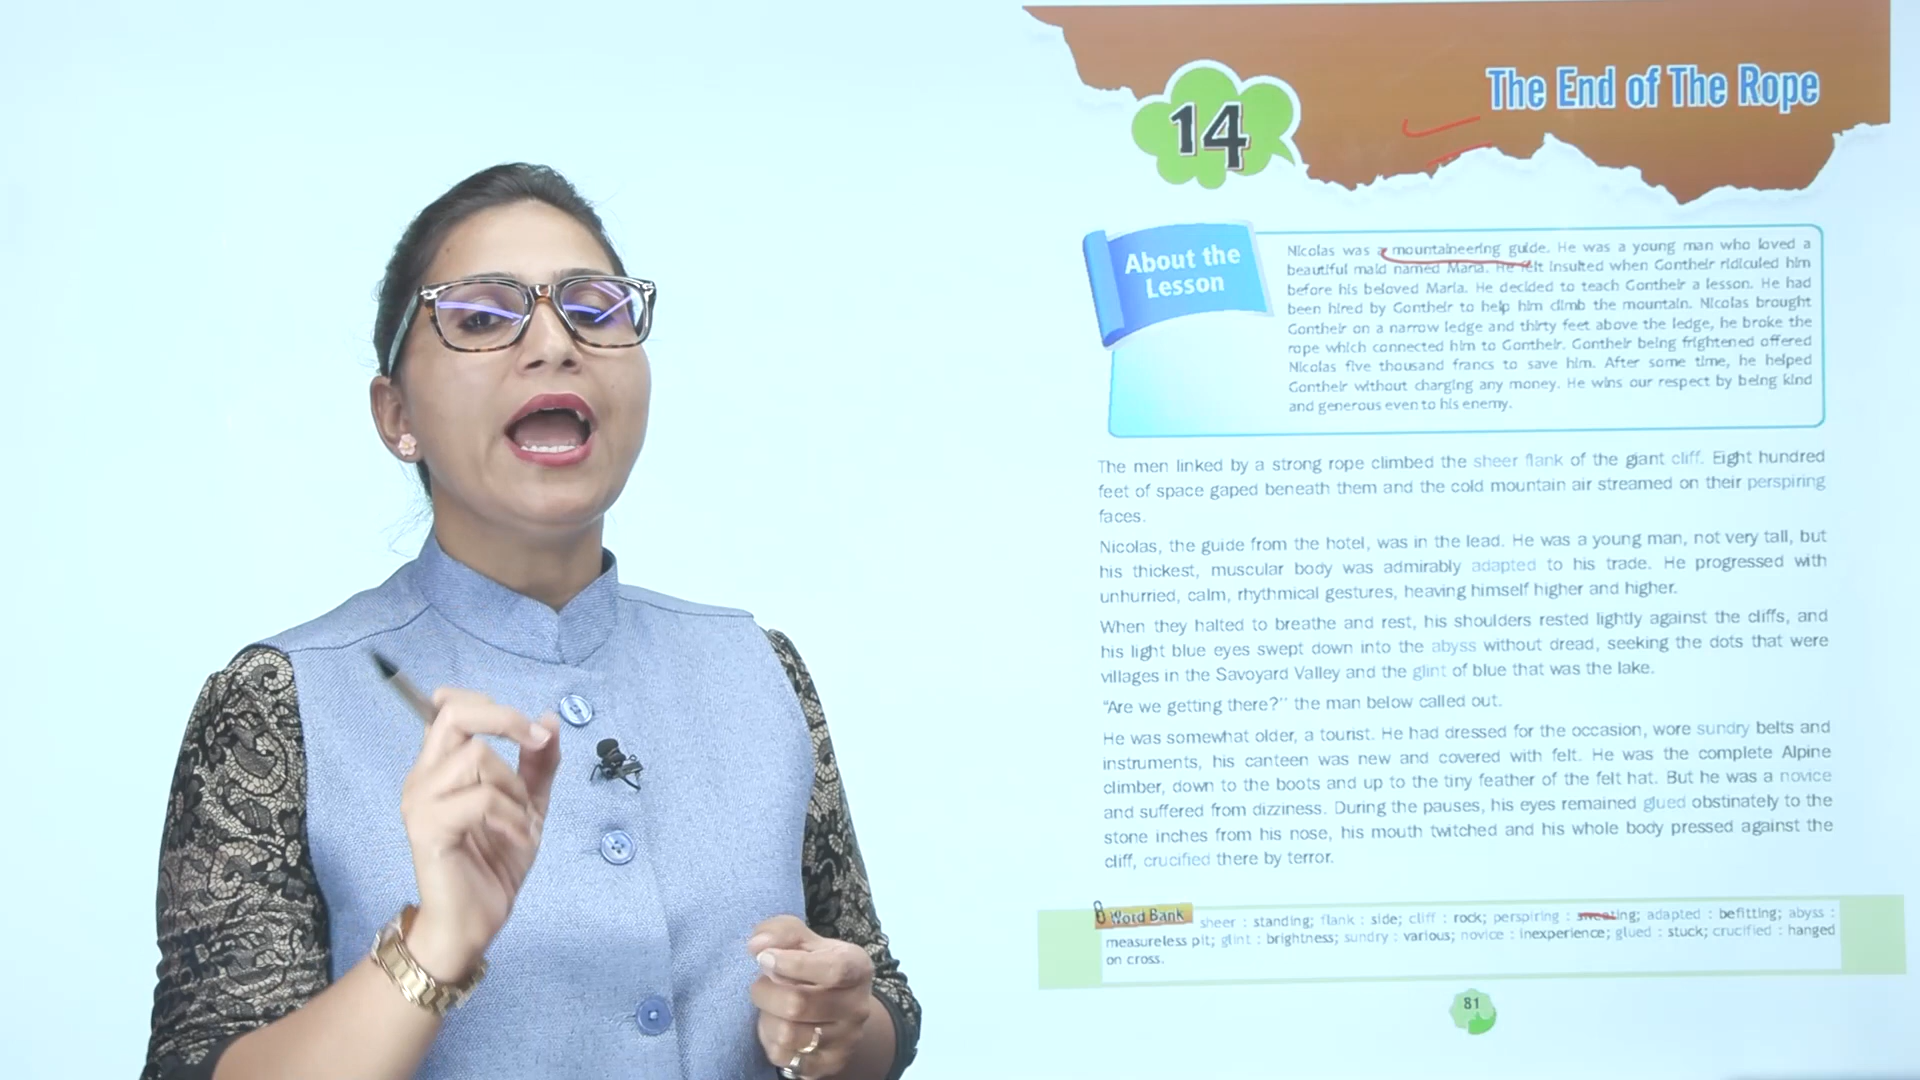 14
The End of The Rope
About the
Lesson
Nicolas was a mountaineering guide. He was a young man who loved a
beautiful maid named Maria. He felt insulted when Gontheir ridiculed him
before his beloved Maria. He decided to teach Gontheir a lesson. He had
been hired by Gontheir to help him climb the mountain. Nicolas brought
Gontheir on a narrow ledge and thirty feet above the ledge, he broke the
rope which connected him to Gontheir. Gontheir being frightened offered
Nicolas five thousand francs to save him. After some time, he helped
Gontheir without charging any money. He wins our respect by being kind
and generous even to his enemy.
The men linked by a strong rope climbed the sheer flank of the giant cliff. Eight hundred
feet of space gaped beneath them and the cold mountain air streamed on their perspiring
faces.
Nicolas, the guide from the hotel, was in the lead. He was a young man, not very tall, but
his thickest, muscular body was admirably adapted to his trade. He progressed with
unhurried, calm, rhythmical gestures, heaving himself higher and higher.
When they halted to breathe and rest, his shoulders rested lightly against the cliffs, and
his light blue eyes swept down into the abyss without dread, seeking the dots that were
villages in the Savoyard Valley and the glint of blue that was the lake.
"Are we getting there?'' the man below called out.
He was somewhat older, a tourist. He had dressed for the occasion, wore sundry belts and
instruments, his canteen was new and covered with felt. He was the complete Alpine
climber, down to the boots and up to the tiny feather of the felt hat. But he was a novice
and suffered from dizziness. During the pauses, his eyes remained glued obstinately to the
stone inches from his nose, his mouth twitched and his whole body pressed against the
cliff, crucified there by terror.
Word Bank sheer : standing; flank : side; cliff : rock; perspiring : sweating; adapted : befitting; abyss :
measureless pit; glint : brightness; sundry : various; novice : inexperience; glued : stuck; crucified : hanged
on cross.
81